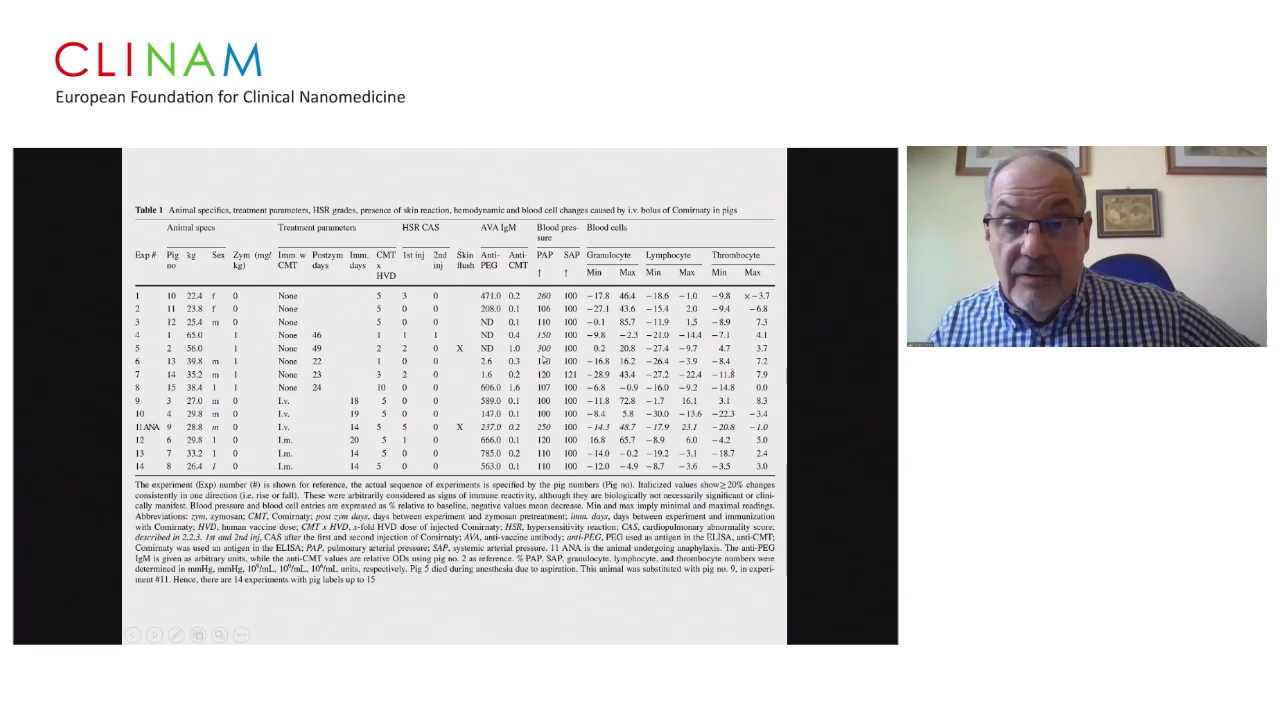 CLINAM
European Foundation for Clinical Nanomedicine
Table 1 Animal specifics, treatment parameters, HSR grades, presence of skin reaction, hemodynamic and blood cell changes caused by i.v. bolus of Comirnaty in pigs
Animal specs Treatment parameters HSR CAS AVA IgM Blood pres- Blood cells
sure
Exp # Pig kg Sex Zym (mg/ Imm. w Postzym Imm. CMT 1st inj 2nd Skin Anti- Anti- PAP SAP Granulocyte Lymphocyte Thrombocyte
no kg) CMT days days x inj flush PEG CMT
HVD ↑ ↑ Min Max Min Max Min Max
1 10 22.4 f 0 None 5 3 0 471.0 0.2 260 100 −17.8 46.4 −18.6 −1.0 −9.8 x−3.7
2 11 23.8 f 0 None 5 0 0 208.0 0.1 106 100 −27.1 43.6 −15.4 2.0 −9.4 −6.8
3 12 25.4 m 0 None 5 0 0 ND 0.1 110 100 −0.1 85.7 −11.9 1.5 −8.9 7.3
4 1 65.0 1 None 46 1 1 1 ND 0.4 150 100 −9.8 −2.3 −21.0 −14.4 −7.1 4.1
5 2 56.0 1 None 49 2 2 0 X ND 1.0 300 100 0.2 20.8 −27.4 −9.7 4.7 3.7
6 13 39.8 m 1 None 22 1 0 0 2.6 0.3 100 −16.8 16.2 −26.4 −3.9 −8.4 7.2
7 14 35.2 m 1 None 23 3 2 0 1.6 0.2 120 121 −28.9 43.4 −27.2 −22.4 −11.8 7.9
8 15 38.4 1 1 None 24 10 0 0 606.0 1.6 107 100 −6.8 −0.9 −16.0 −9.2 −14.8 0.0
9 3 27.0 m 0 I.v. 18 5 0 0 589.0 0.1 100 100 −11.8 72.8 −1.7 16.1 3.1 8.3
10 4 29.8 m 0 I.v. 19 5 0 0 147.0 0.1 100 100 −8.4 5.8 −30.0 −13.6 −22.3 −3.4
11ANA 9 28.8 m 0 I.v. 14 5 5 0 X 237.0 0.2 250 100 −14.3 48.7 −17.9 23.1 −20.8 −1.0
12 6 29.8 1 0 I.m. 20 5 1 0 666.0 0.1 120 100 16.8 65.7 −8.9 6.0 −4.2 5.0
13 7 33.2 1 0 I.m. 14 5 0 0 785.0 0.2 110 100 −14.0 −0.2 −19.2 −3.1 −18.7 2.4
14 8 26.4 1 0 I.m. 14 5 0 0 563.0 0.1 110 100 −12.0 −4.9 −8.7 −3.6 −3.5 3.0
The experiment (Exp) number (#) is shown for reference, the actual sequence of experiments is specified by the pig numbers (Pig no). Italicized values show≥20% changes
consistently in one direction (i.e. rise or fall). These were arbitrarily considered as signs of immune reactivity, although they are biologically not necessarily significant or clini-
cally manifest. Blood pressure and blood cell entries are expressed as % relative to baseline, negative values mean decrease. Min and max imply minimal and maximal readings.
Abbreviations: zym, zymosan; CMT, Comirnaty; post zym days, days between experiment and zymosan pretreatment; imm. days, days between experiment and immunization
with Comirnaty; HVD, human vaccine dose; CMT x HVD, x-fold HVD dose of injected Comirnaty; HSR, hypersensitivity reaction; CAS, cardiopulmonary abnormality score;
described in 2.2.3. 1st and 2nd inj, CAS after the first and second injection of Comirnaty; AVA, anti-vaccine antibody; anti-PEG, PEG used as antigen in the ELISA, anti-CMT;
Comirnaty was used an antigen in the ELISA; PAP, pulmonary arterial pressure; SAP, systemic arterial pressure. 11 ANA is the animal undergoing anaphylaxis. The anti-PEG
IgM is given as arbitrary units, while the anti-CMT values are relative ODs using pig no. 2 as reference. % PAP, SAP, granulocyte, lymphocyte, and thrombocyte numbers were
determined in mmHg, mmHg, 10⁹/mL, 10⁶/mL, 10⁶/mL units, respectively. Pig 5 died during anesthesia due to aspiration. This animal was substituted with pig no. 9, in experi-
ment #11. Hence, there are 14 experiments with pig labels up to 15